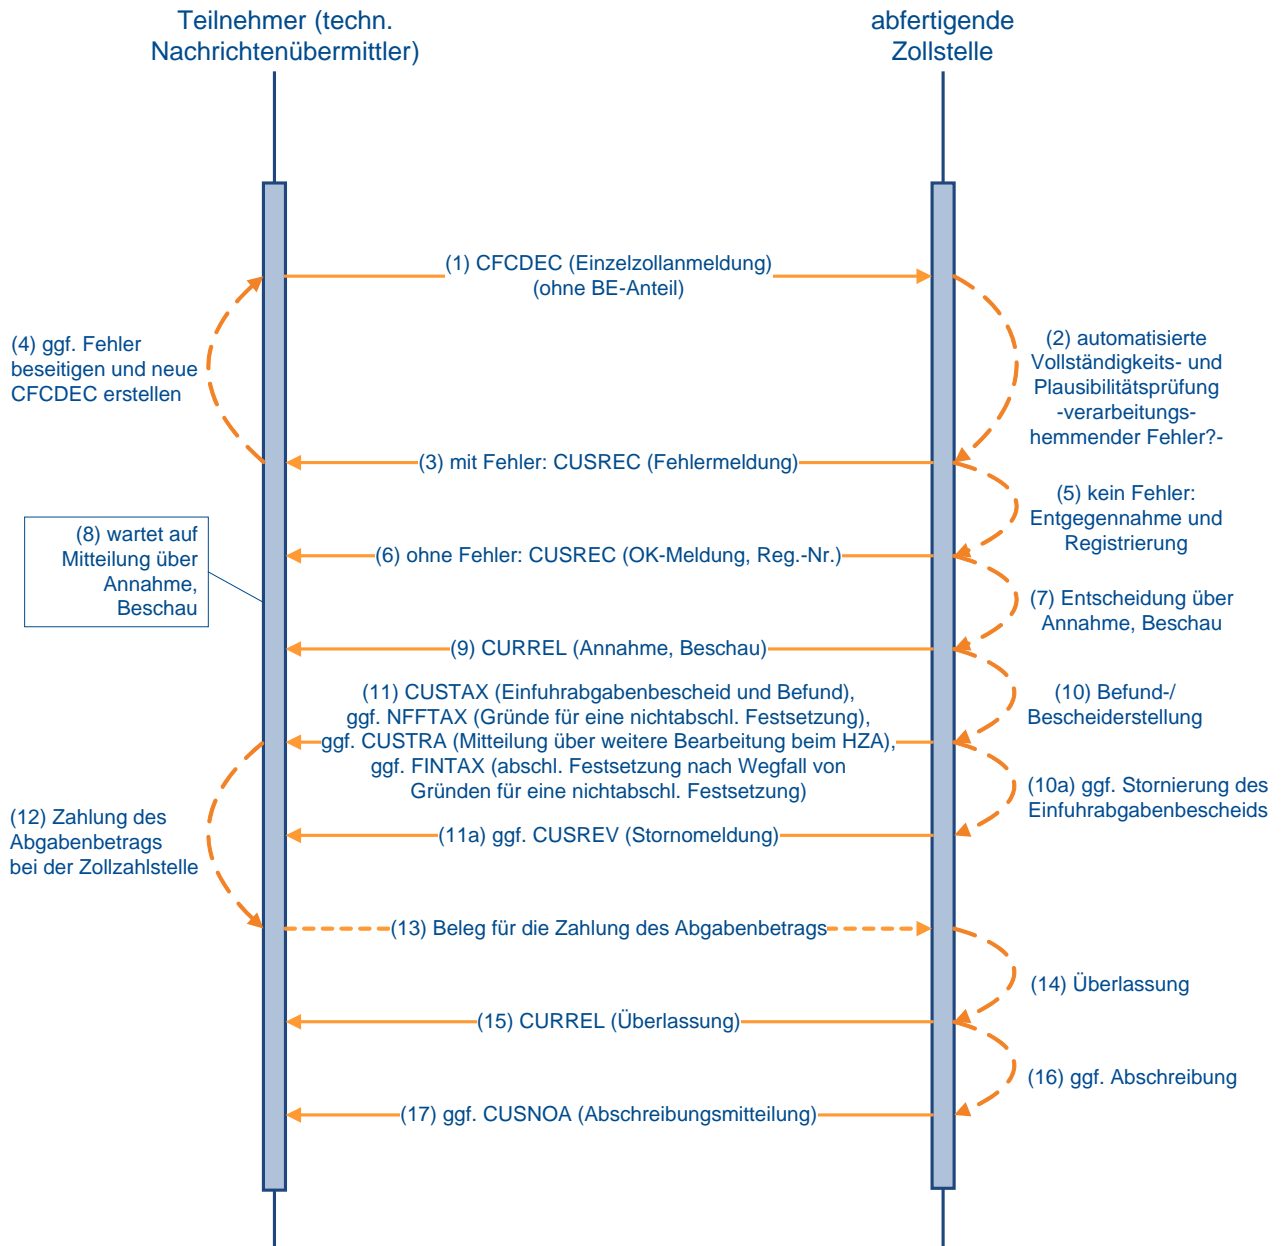 Teilnehmer (techn.
Nachrichtenübermittler)
abfertigende
Zollstelle
(1) CFCDEC (Einzelzollanmeldung)
(ohne BE-Anteil)
(2) automatisierte
Vollständigkeits- und
Plausibilitätsprüfung
-verarbeitungs-
hemmender Fehler?-
(4) ggf. Fehler
beseitigen und neue
CFCDEC erstellen
(3) mit Fehler: CUSREC (Fehlermeldung)
(5) kein Fehler:
Entgegennahme und
Registrierung
(8) wartet auf
Mitteilung über
Annahme,
Beschau
(6) ohne Fehler: CUSREC (OK-Meldung, Reg.-Nr.)
(7) Entscheidung über
Annahme, Beschau
(9) CURREL (Annahme, Beschau)
(10) Befund-/
Bescheiderstellung
(11) CUSTAX (Einfuhrabgabenbescheid und Befund),
ggf. NFFTAX (Gründe für eine nichtabschl. Festsetzung),
ggf. CUSTRA (Mitteilung über weitere Bearbeitung beim HZA),
ggf. FINTAX (abschl. Festsetzung nach Wegfall von
Gründen für eine nichtabschl. Festsetzung)
(10a) ggf. Stornierung des
Einfuhrabgabenbescheids
(12) Zahlung des
Abgabenbetrags
bei der Zollzahlstelle
(11a) ggf. CUSREV (Stornomeldung)
(13) Beleg für die Zahlung des Abgabenbetrags
(14) Überlassung
(15) CURREL (Überlassung)
(16) ggf. Abschreibung
(17) ggf. CUSNOA (Abschreibungsmitteilung)